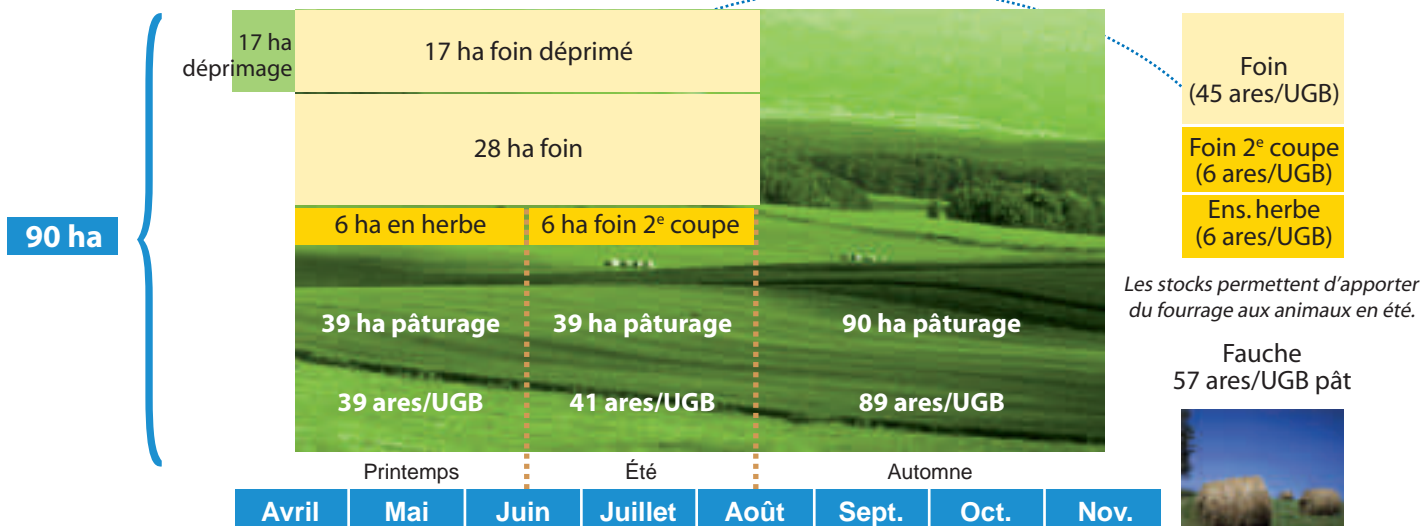 17 ha
déprimage
17 ha foin déprimé
28 ha foin
6 ha en herbe
6 ha foin 2e coupe
90 ha
39 ha pâturage
39 ha pâturage
90 ha pâturage
39 ares/UGB
41 ares/UGB
89 ares/UGB
Printemps
Été
Automne
Avril
Mai
Juin
Juillet
Août
Sept.
Oct.
Nov.
Foin
(45 ares/UGB)
Foin 2e coupe
(6 ares/UGB)
Ens. herbe
(6 ares/UGB)
Les stocks permettent d'apporter
du fourrage aux animaux en été.
Fauche
57 ares/UGB pât